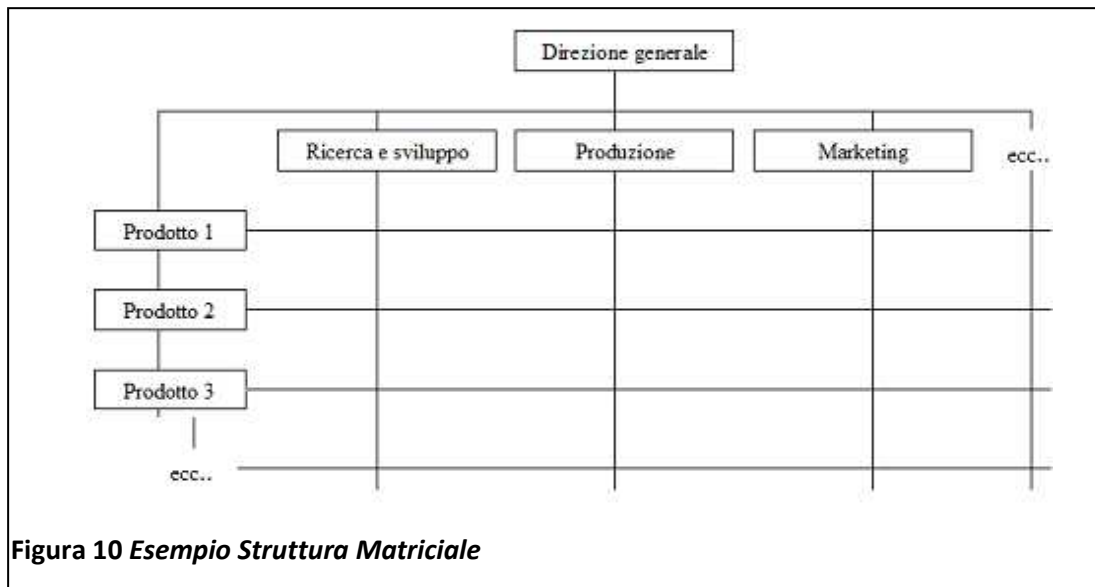 Direzione generale
Ricerca e sviluppo
Produzione
Marketing
ecc..
Prodotto 1
Prodotto 2
Prodotto 3
ecc..
Figura 10 Esempio Struttura Matriciale